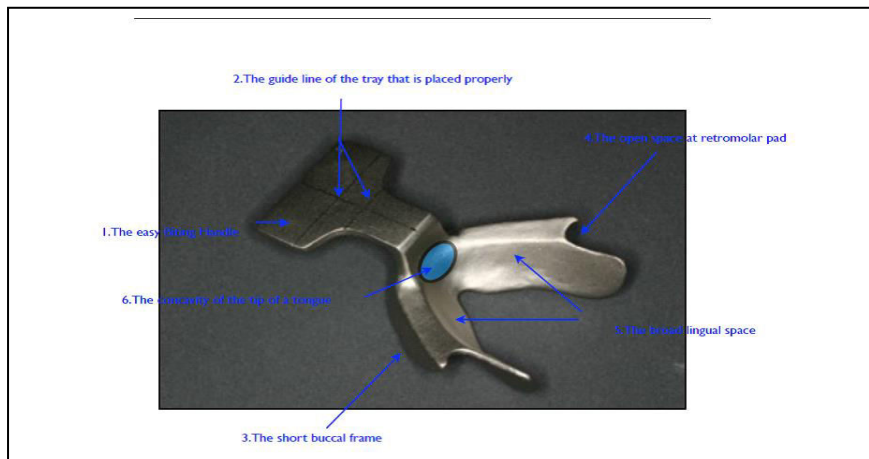 2.The guide line of the tray that is placed properly
4.The open space at retromolar pad
1.The easy fitting Handle
6.The concavity of the tip of a tongue
5.The broad lingual space
3.The short buccal frame